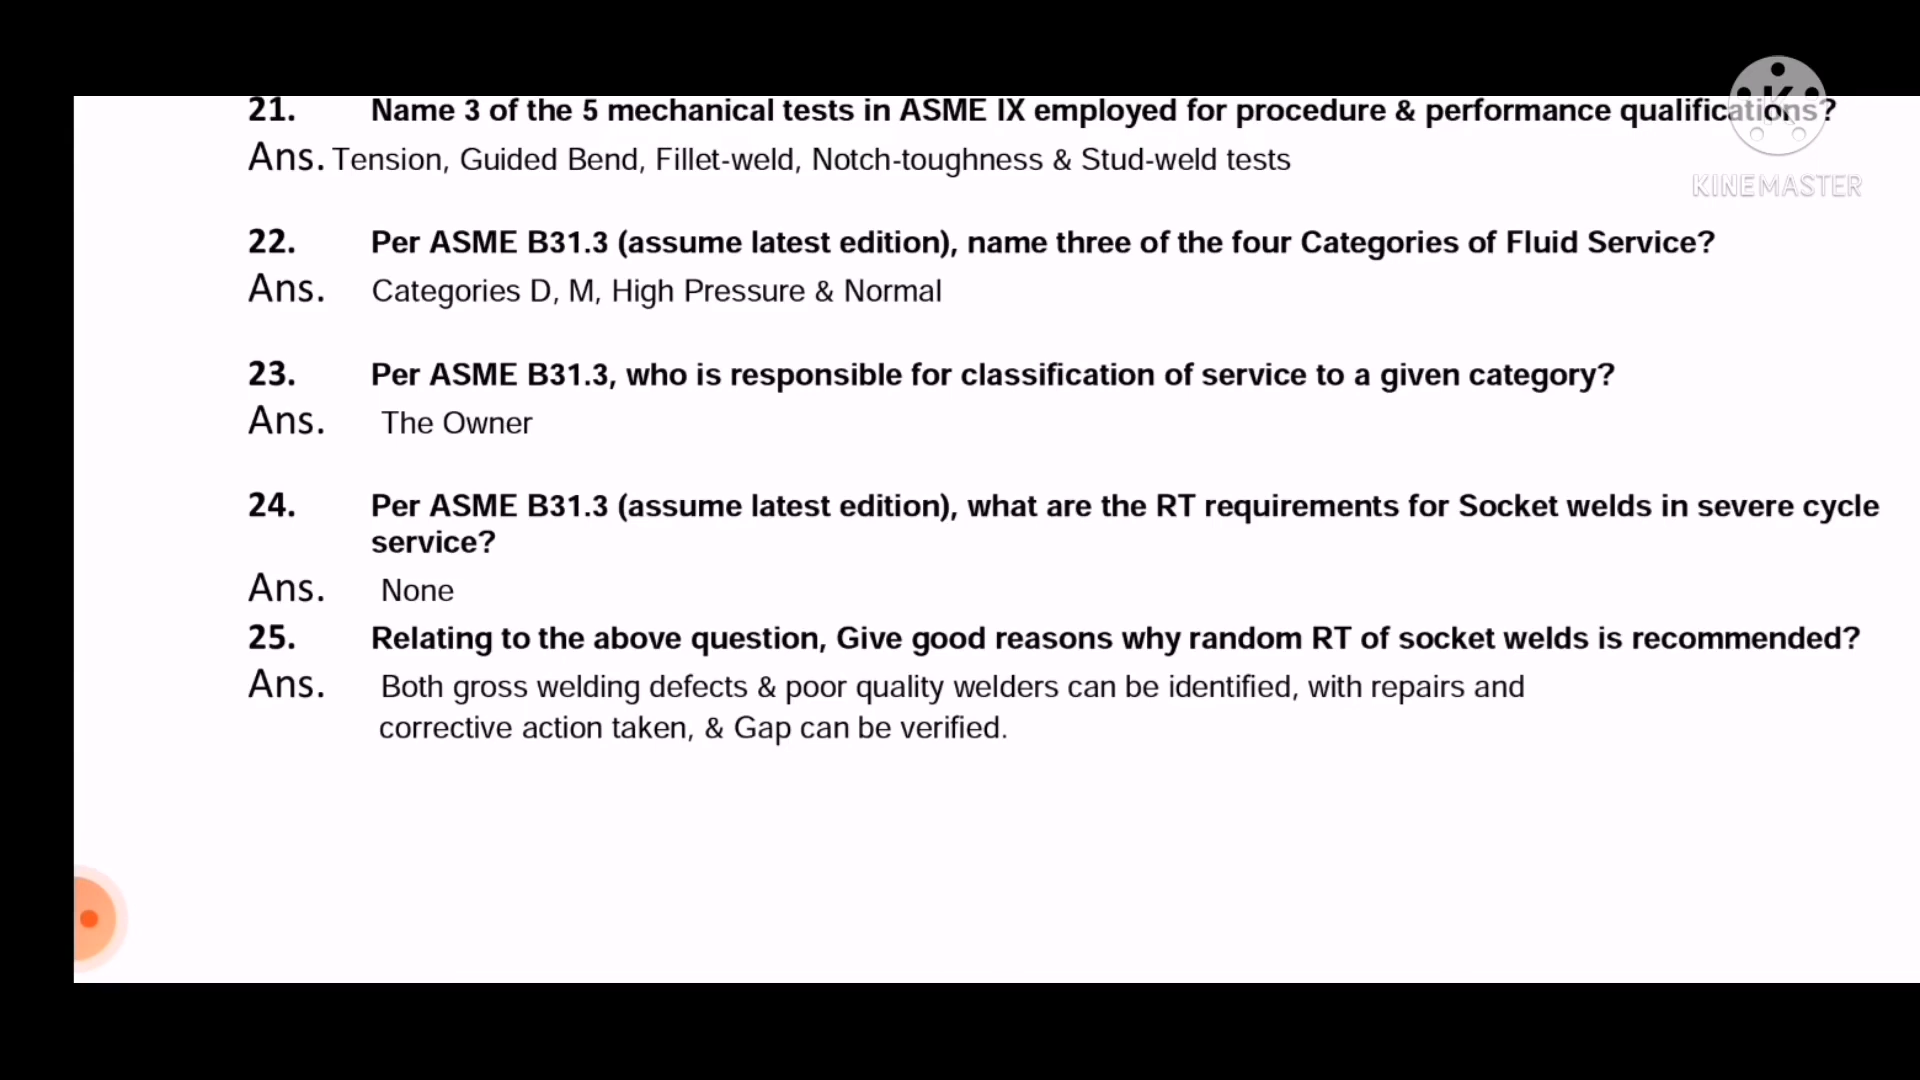 21. Name 3 of the 5 mechanical tests in ASME IX employed for procedure & performance qualifications?
Ans. Tension, Guided Bend, Fillet-weld, Notch-toughness & Stud-weld tests
KINEMASTER
22. Per ASME B31.3 (assume latest edition), name three of the four Categories of Fluid Service?
Ans. Categories D, M, High Pressure & Normal
23. Per ASME B31.3, who is responsible for classification of service to a given category?
Ans. The Owner
24. Per ASME B31.3 (assume latest edition), what are the RT requirements for Socket welds in severe cycle
service?
Ans. None
25. Relating to the above question, Give good reasons why random RT of socket welds is recommended?
Ans. Both gross welding defects & poor quality welders can be identified, with repairs and
corrective action taken, & Gap can be verified.